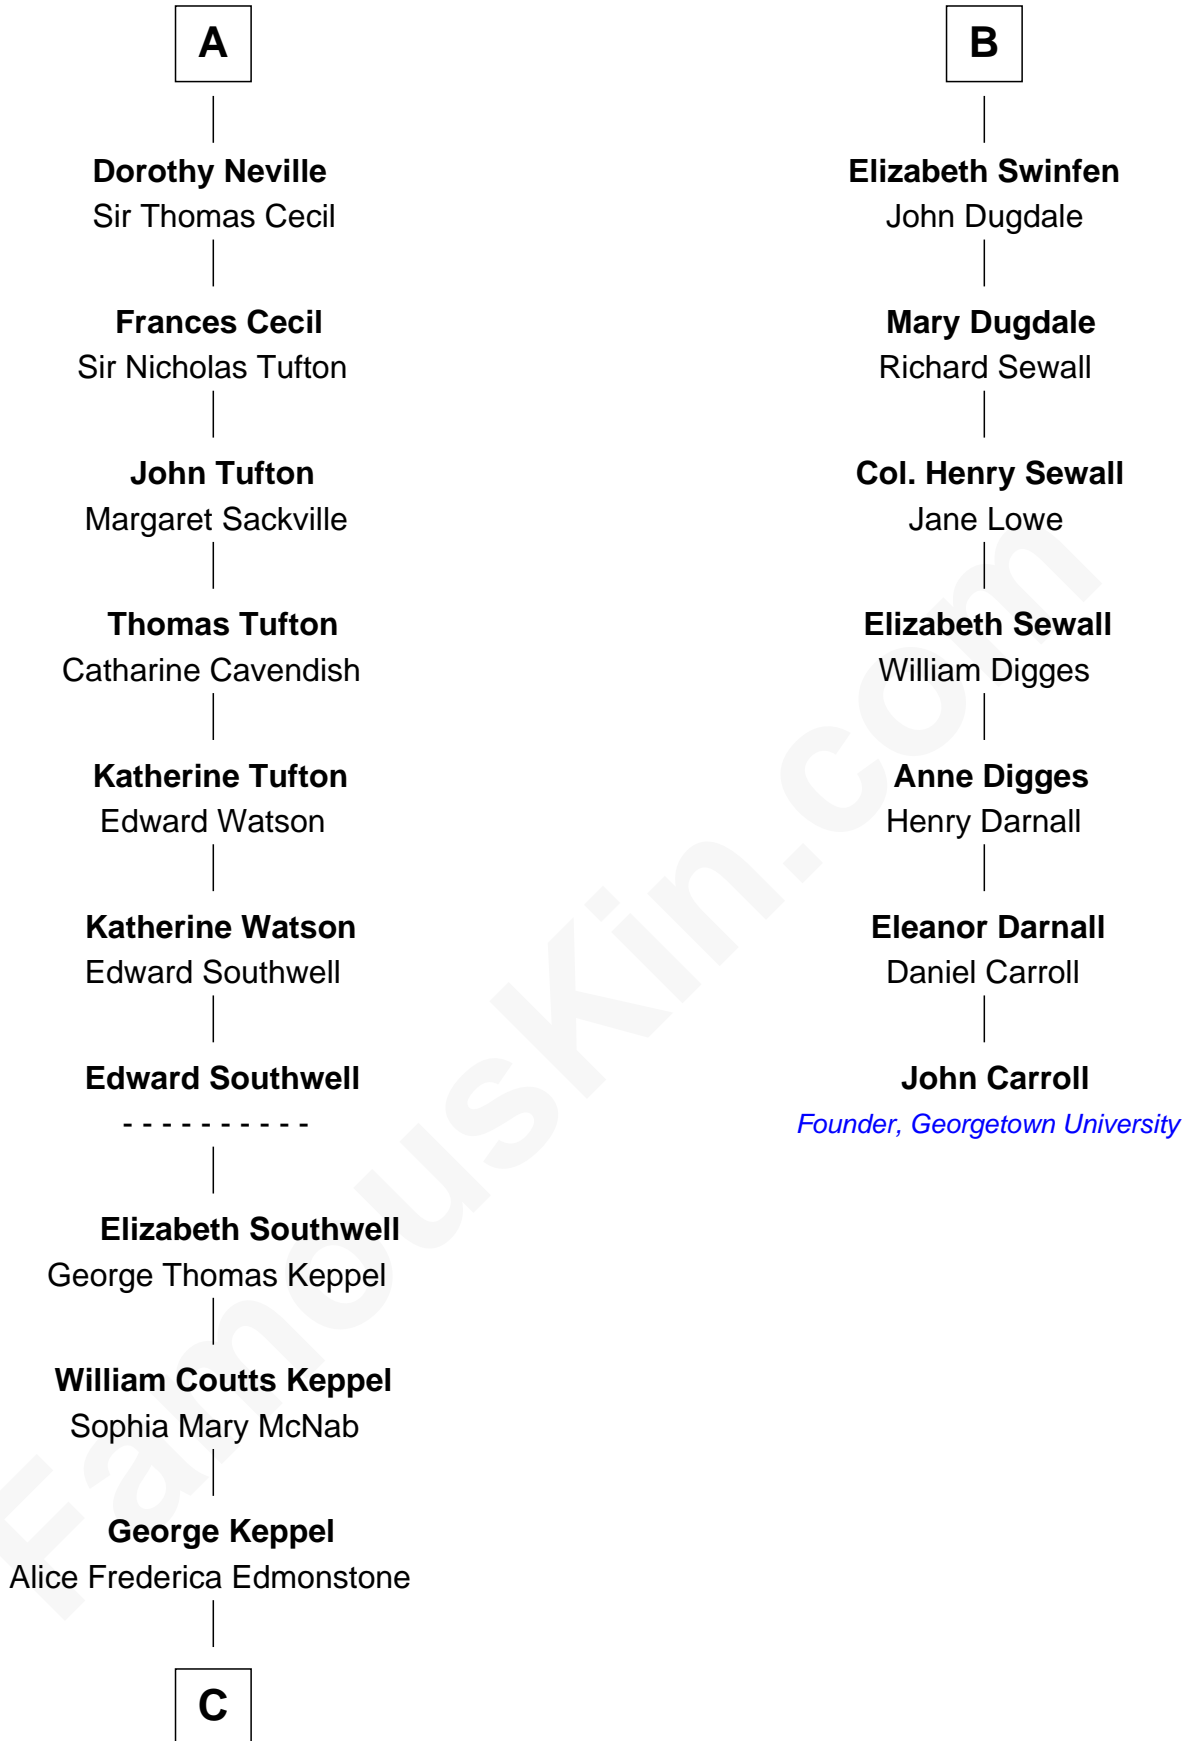 A
Dorothy Neville
Sir Thomas Cecil
Frances Cecil
Sir Nicholas Tufton
John Tufton
Margaret Sackville
Thomas Tufton
Catharine Cavendish
Katherine Tufton
Edward Watson
Katherine Watson
Edward Southwell
Edward Southwell
- - - - - - - - - -
Elizabeth Southwell
George Thomas Keppel
William Coutts Keppel
Sophia Mary McNab
George Keppel
Alice Frederica Edmonstone
C
B
Elizabeth Swinfen
John Dugdale
Mary Dugdale
Richard Sewall
Col. Henry Sewall
Jane Lowe
Elizabeth Sewall
William Digges
Anne Digges
Henry Darnall
Eleanor Darnall
Daniel Carroll
John Carroll
Founder, Georgetown University
FamousKin.com